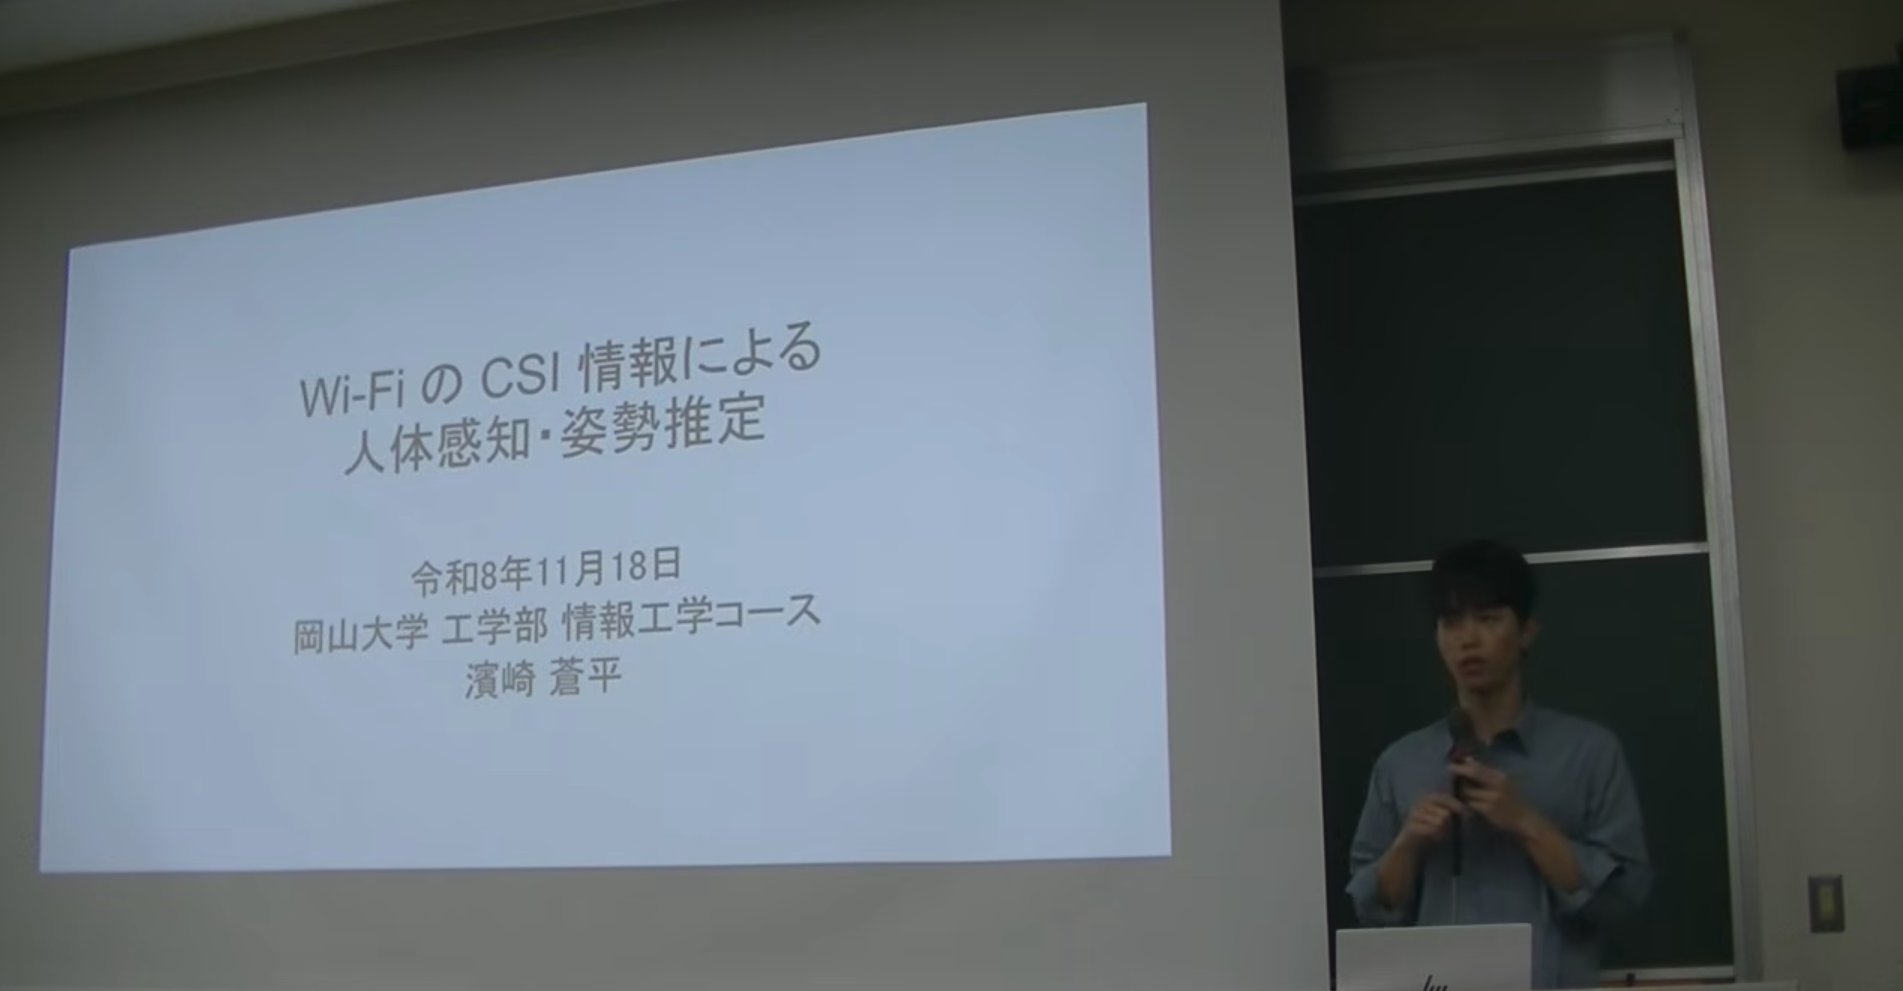 Wi-Fi の CSI 情報による
人体感知・姿勢推定
令和8年11月18日
岡山大学 工学部 情報工学コース
濱崎 蒼平
hp